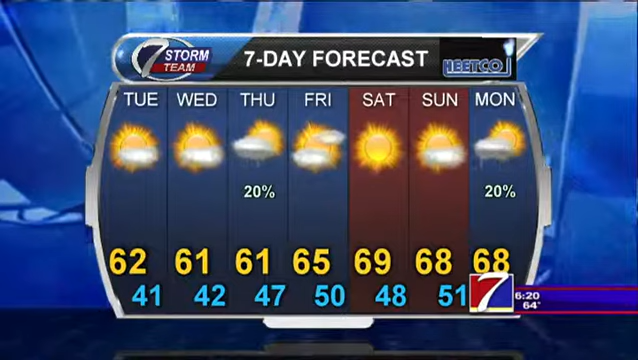 7 STORM TEAM
7-DAY FORECAST
HEETCO
TUE WED THU FRI SAT SUN MON
20% 20%
62 61 61 65 69 68 68
41 42 47 50 48 51
7
6:20
64°